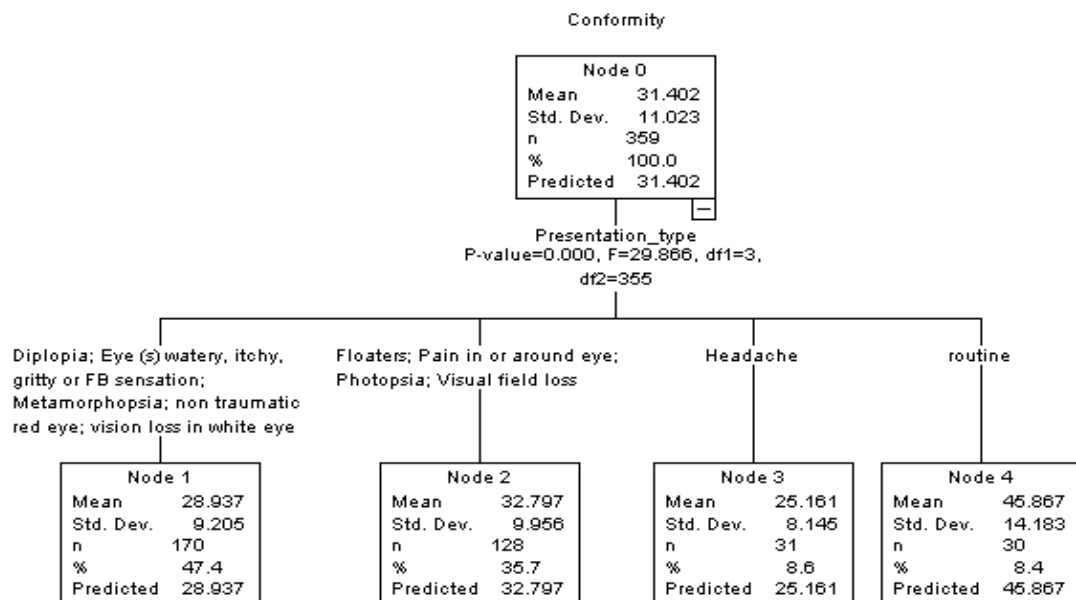 Conformity
Node 0
Mean 31.402
Std. Dev. 11.023
n 359
% 100.0
Predicted 31.402
Presentation_type
P-value=0.000, F=29.866, df1=3,
df2=355
Diplopia; Eye (s) watery, itchy,
gritty or FB sensation;
Metamorphopsia; non traumatic
red eye; vision loss in white eye
Floaters; Pain in or around eye;
Photopsia; Visual field loss
Headache
routine
Node 1
Mean 28.937
Std. Dev. 9.205
n 170
% 47.4
Predicted 28.937
Node 2
Mean 32.797
Std. Dev. 9.956
n 128
% 35.7
Predicted 32.797
Node 3
Mean 25.161
Std. Dev. 8.145
n 31
% 8.6
Predicted 25.161
Node 4
Mean 45.867
Std. Dev. 14.183
n 30
% 8.4
Predicted 45.867